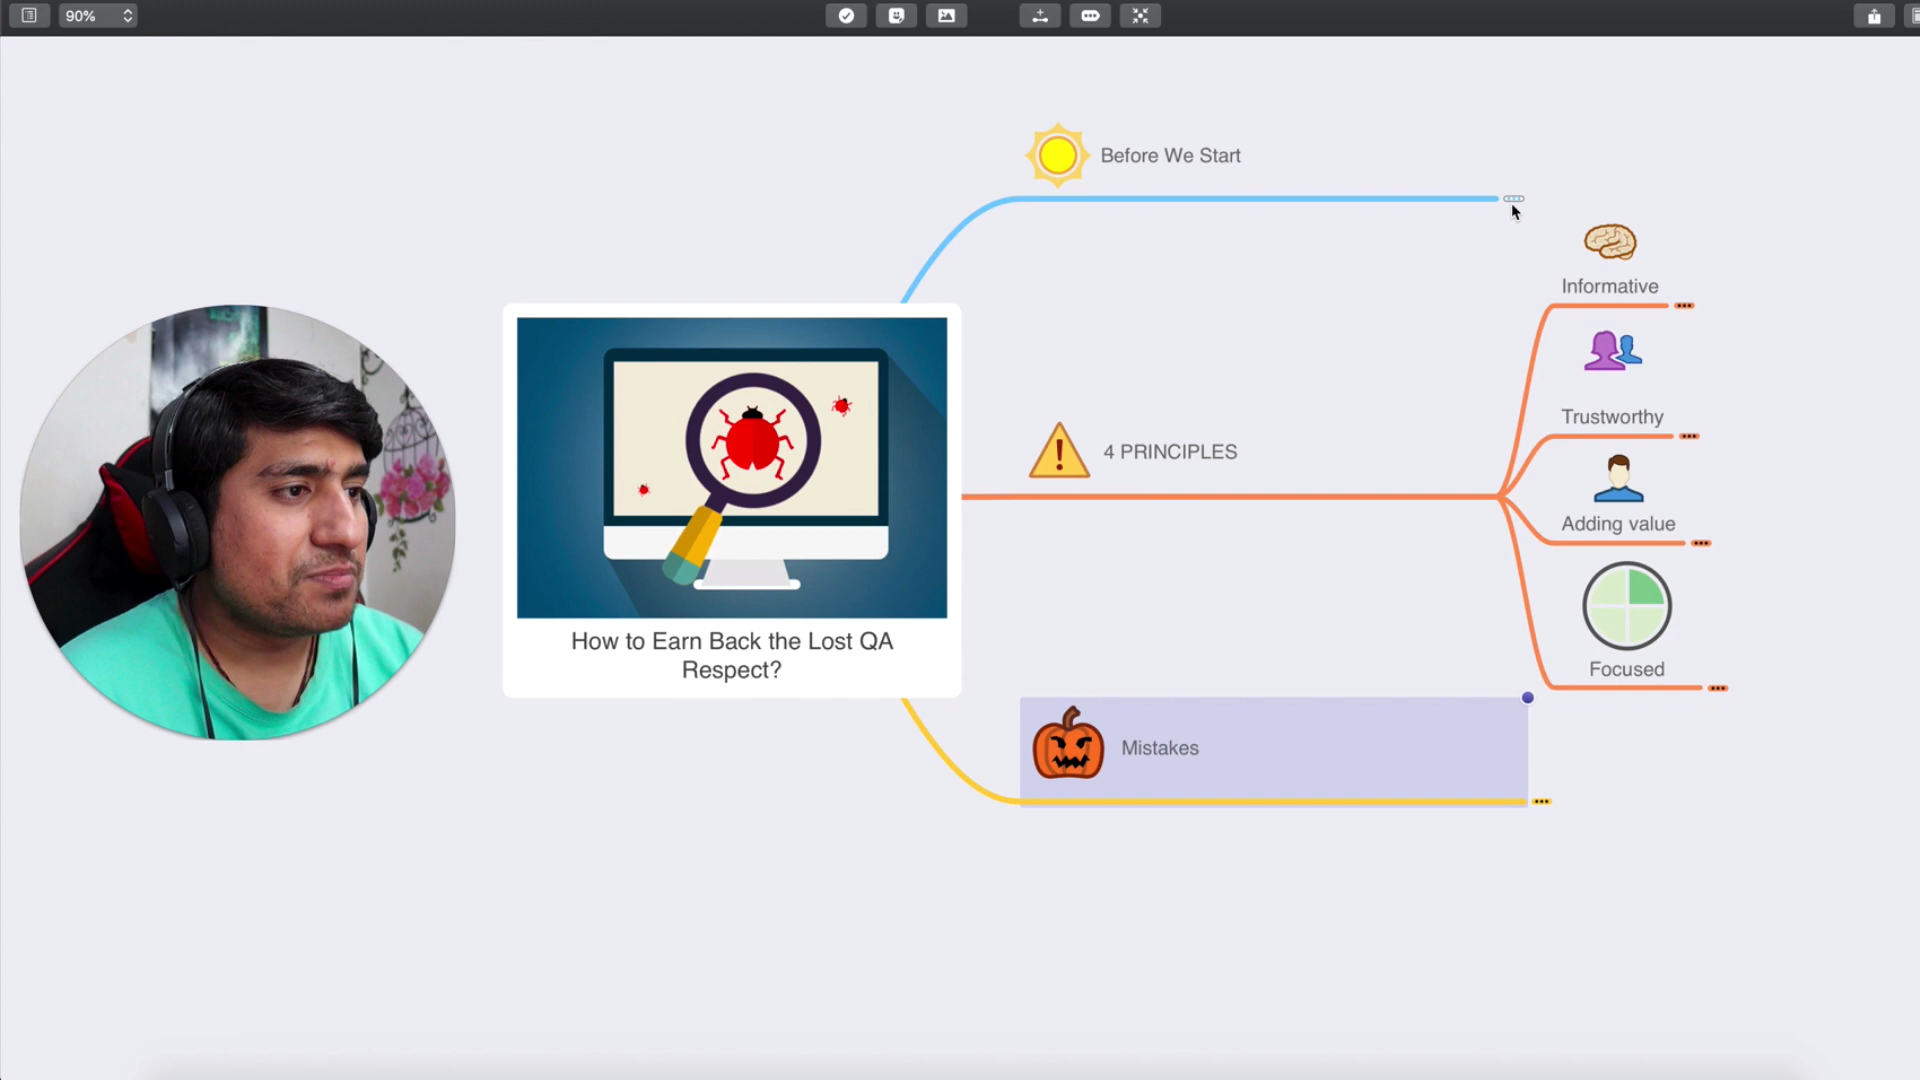 90%
Before We Start
Informative
Trustworthy
4 PRINCIPLES
Adding value
How to Earn Back the Lost QA
Respect?
Focused
Mistakes